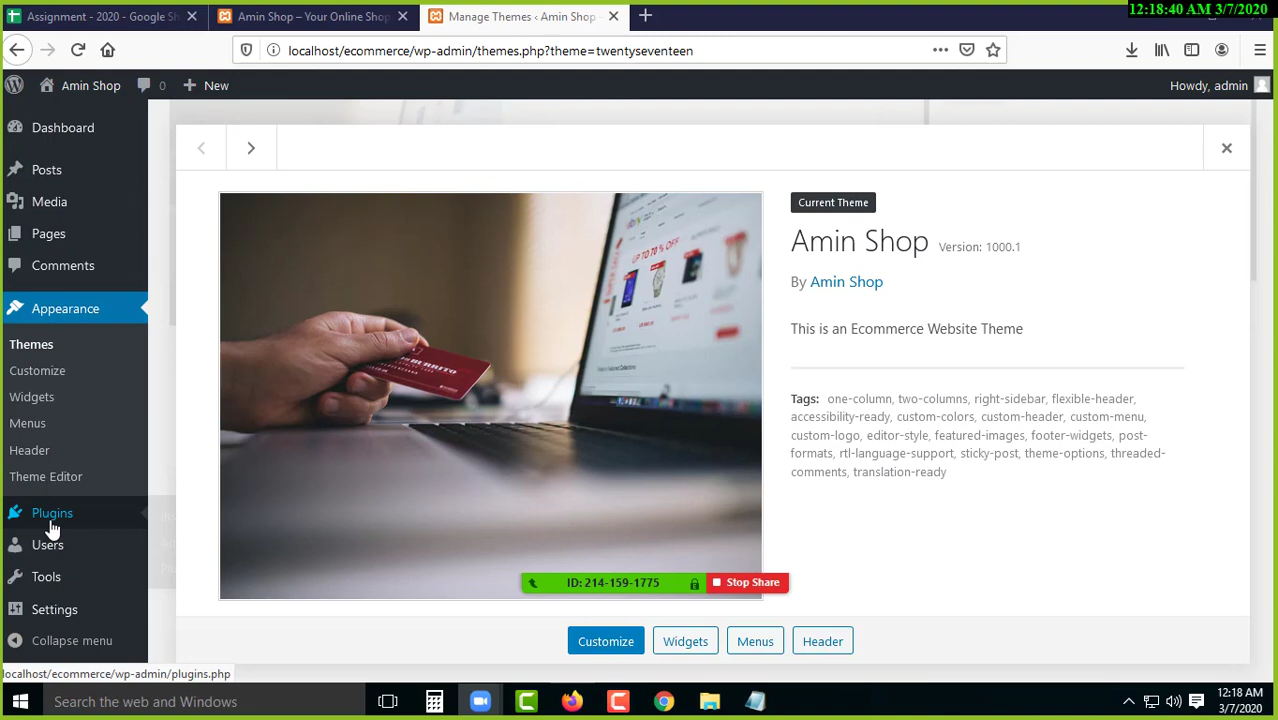 12:18:40 AM 3/7/2020
Assignment - 2020 - Google Sh
Amin Shop – Your Online Shop
Manage Themes ‹ Amin Shop –
localhost/ecommerce/wp-admin/themes.php?theme=twentyseventeen
Amin Shop 0 New
Howdy, admin
Dashboard
Posts
Media
Pages
Comments
Appearance
Themes
Customize
Widgets
Menus
Header
Theme Editor
Plugins
Users
Tools
Settings
Collapse menu
UP TO 70 % OFF
BURRITO
Current Theme
Amin Shop Version: 1000.1
By Amin Shop
This is an Ecommerce Website Theme
Tags: one-column, two-columns, right-sidebar, flexible-header,
accessibility-ready, custom-colors, custom-header, custom-menu,
custom-logo, editor-style, featured-images, footer-widgets, post-
formats, rtl-language-support, sticky-post, theme-options, threaded-
comments, translation-ready
ID: 214-159-1775 Stop Share
Customize Widgets Menus Header
localhost/ecommerce/wp-admin/plugins.php
Search the web and Windows
12:18 AM
3/7/2020